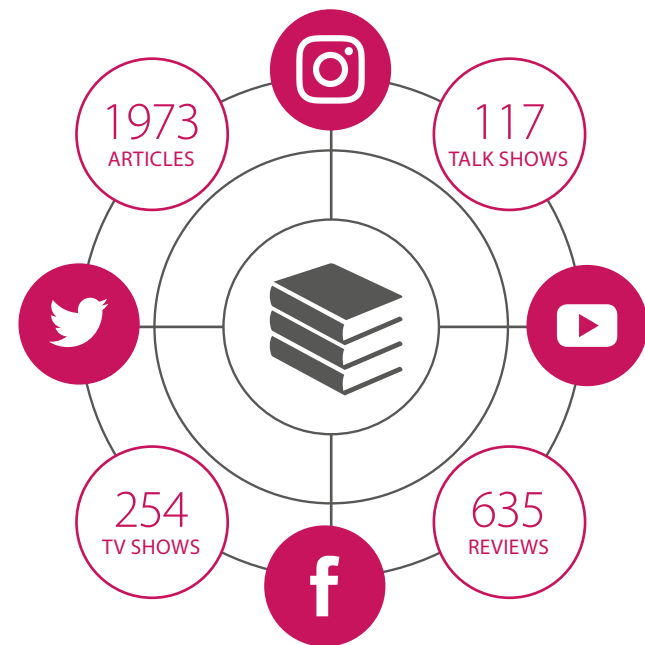 1973
ARTICLES
117
TALK SHOWS
254
TV SHOWS
635
REVIEWS